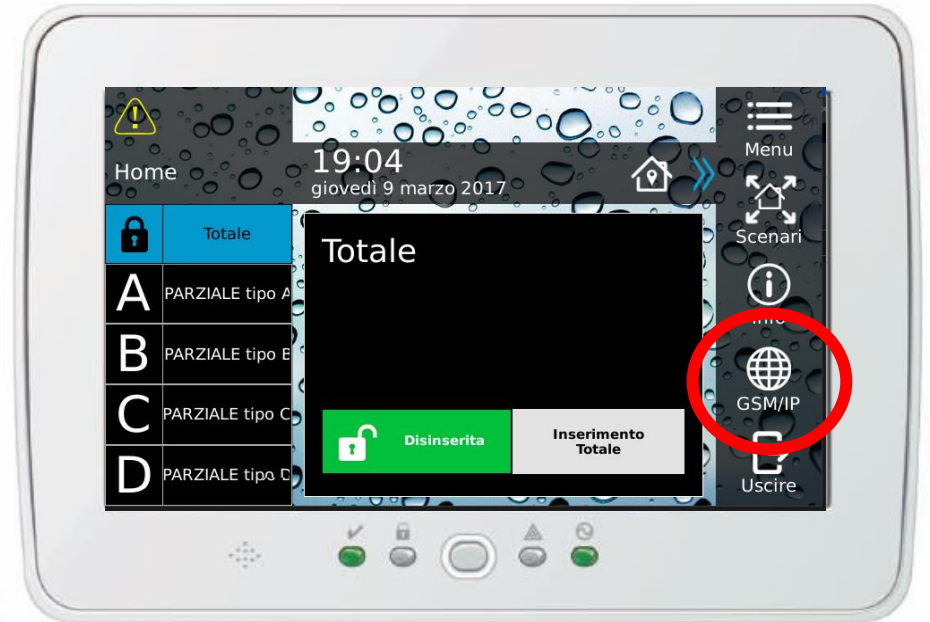 Home
19:04
giovedì 9 marzo 2017
Menu
Scenari
Info
GSM/IP
Uscire
Totale
A PARZIALE tipo A
B PARZIALE tipo B
C PARZIALE tipo C
D PARZIALE tipo D
Totale
Disinserita
Inserimento
Totale